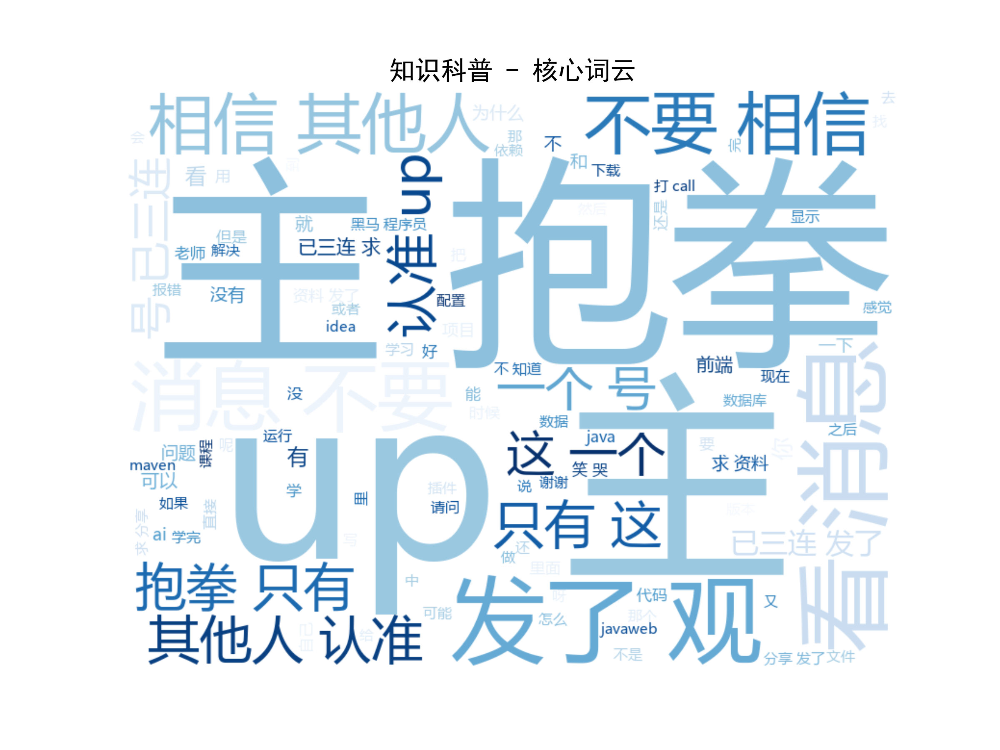 知识科普 - 核心词云
相信 其他人
为什么
不要 相信
去
找
会
那
依赖
不
完
和
下载
号 已三连
看
用
主 抱拳
up
打 call
然后
还是
显示
就
黑马 程序员
但是
老师
解决
已三连 求
认准
把
报错
没有
资料 发了
或者
配置
感觉
idea
项目
学习
好
一下
消息 不要
不 知道
前端
现在
一个 号
看消息
没
能
时候
数据库
数据
之后
运行
呢
课程
问题
有
up 主
这 一个
java
要
你
maven
笑 哭
求 资料
可以
学
说
谢谢
插件
里
如果
请问
直接
只有 这
版本
求 分享
ai
学完
写
已三连 发了
还
做
里面
抱拳 只有
中
发了 观
呀
代码
又
可能
怎么
那个
其他人 认准
自己
给
javaweb
不是
分享 发了
文件